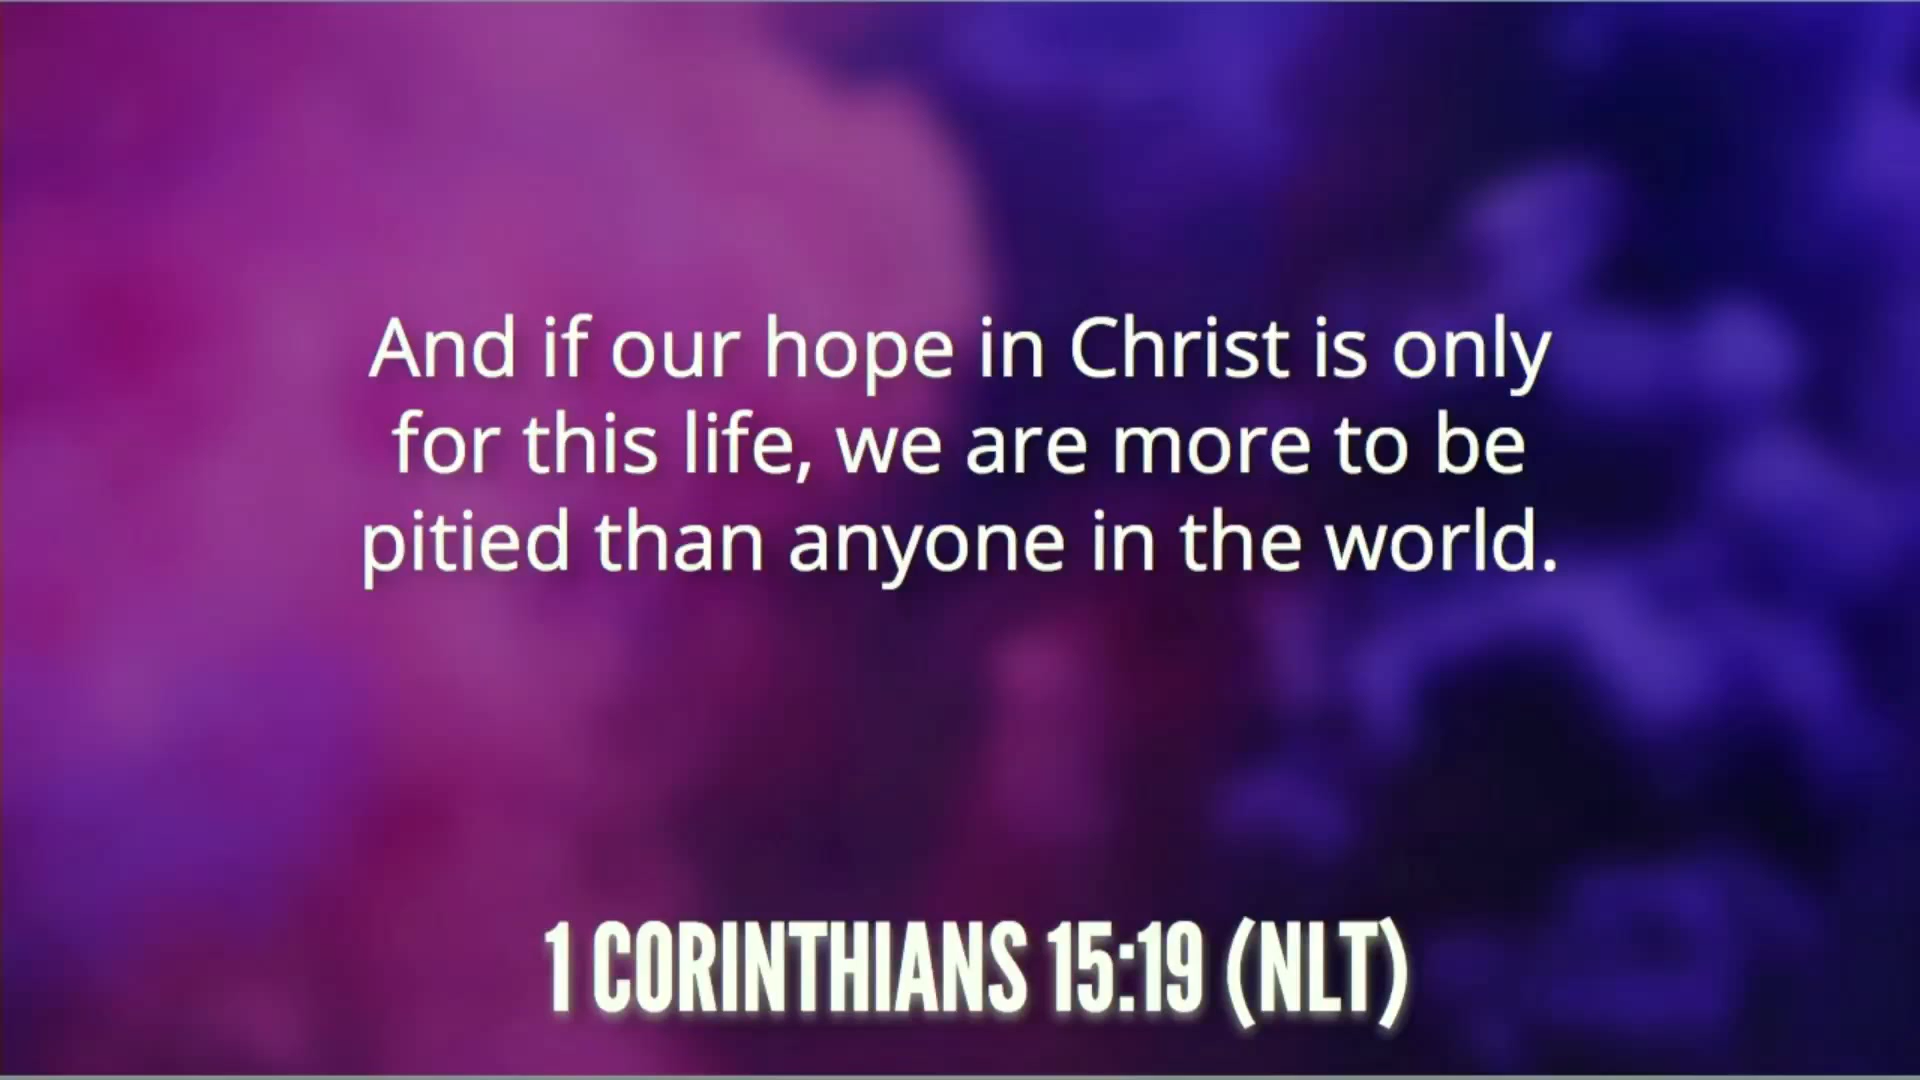 And if our hope in Christ is only
for this life, we are more to be
pitied than anyone in the world.
1 CORINTHIANS 15:19 (NLT)